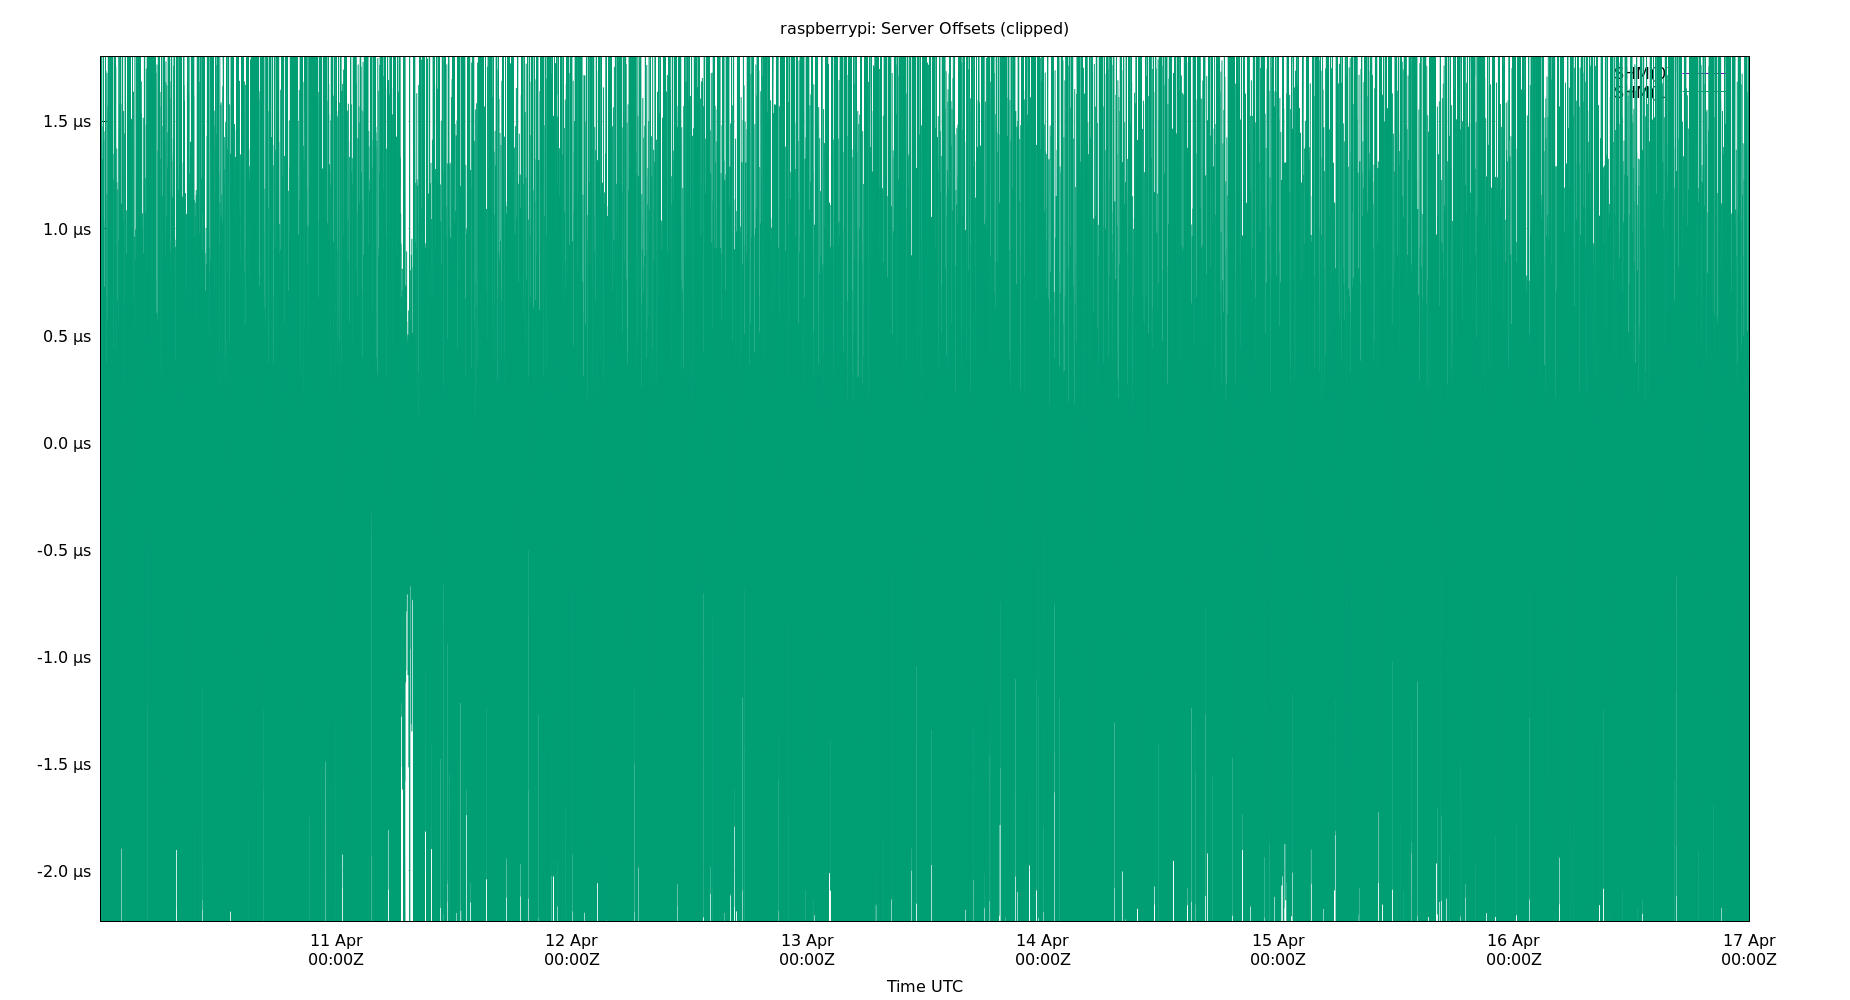 raspberrypi: Server Offsets (clipped)
1.5 µs
1.0 µs
0.5 µs
0.0 µs
-0.5 µs
-1.0 µs
-1.5 µs
-2.0 µs
11 Apr 12 Apr 13 Apr 14 Apr 15 Apr 16 Apr 17 Apr
00:00Z 00:00Z 00:00Z 00:00Z 00:00Z 00:00Z 00:00Z
Time UTC